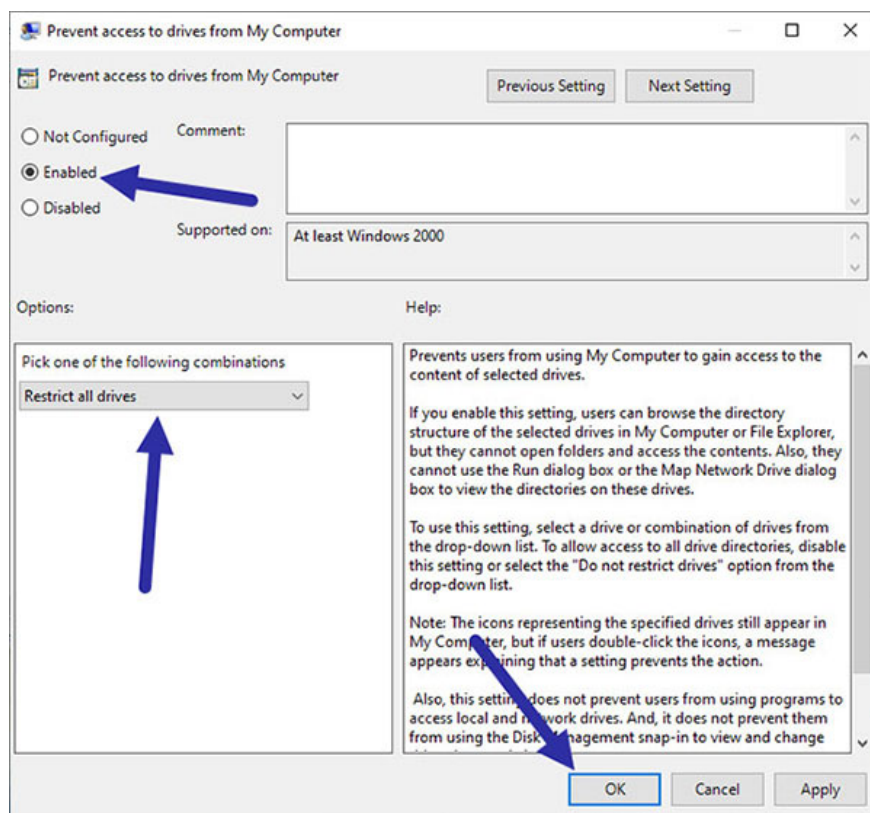 Prevent access to drives from My Computer
Prevent access to drives from My Computer
Previous Setting
Next Setting
Not Configured
Comment:
Enabled
Disabled
Supported on:
At least Windows 2000
Options:
Help:
Pick one of the following combinations
Restrict all drives
Prevents users from using My Computer to gain access to the
content of selected drives.
If you enable this setting, users can browse the directory
structure of the selected drives in My Computer or File Explorer,
but they cannot open folders and access the contents. Also, they
cannot use the Run dialog box or the Map Network Drive dialog
box to view the directories on these drives.
To use this setting, select a drive or combination of drives from
the drop-down list. To allow access to all drive directories, disable
this setting or select the "Do not restrict drives" option from the
drop-down list.
Note: The icons representing the specified drives still appear in
My Computer, but if users double-click the icons, a message
appears explaining that a setting prevents the action.
Also, this setting does not prevent users from using programs to
access local and network drives. And, it does not prevent them
from using the Disk Management snap-in to view and change
OK
Cancel
Apply